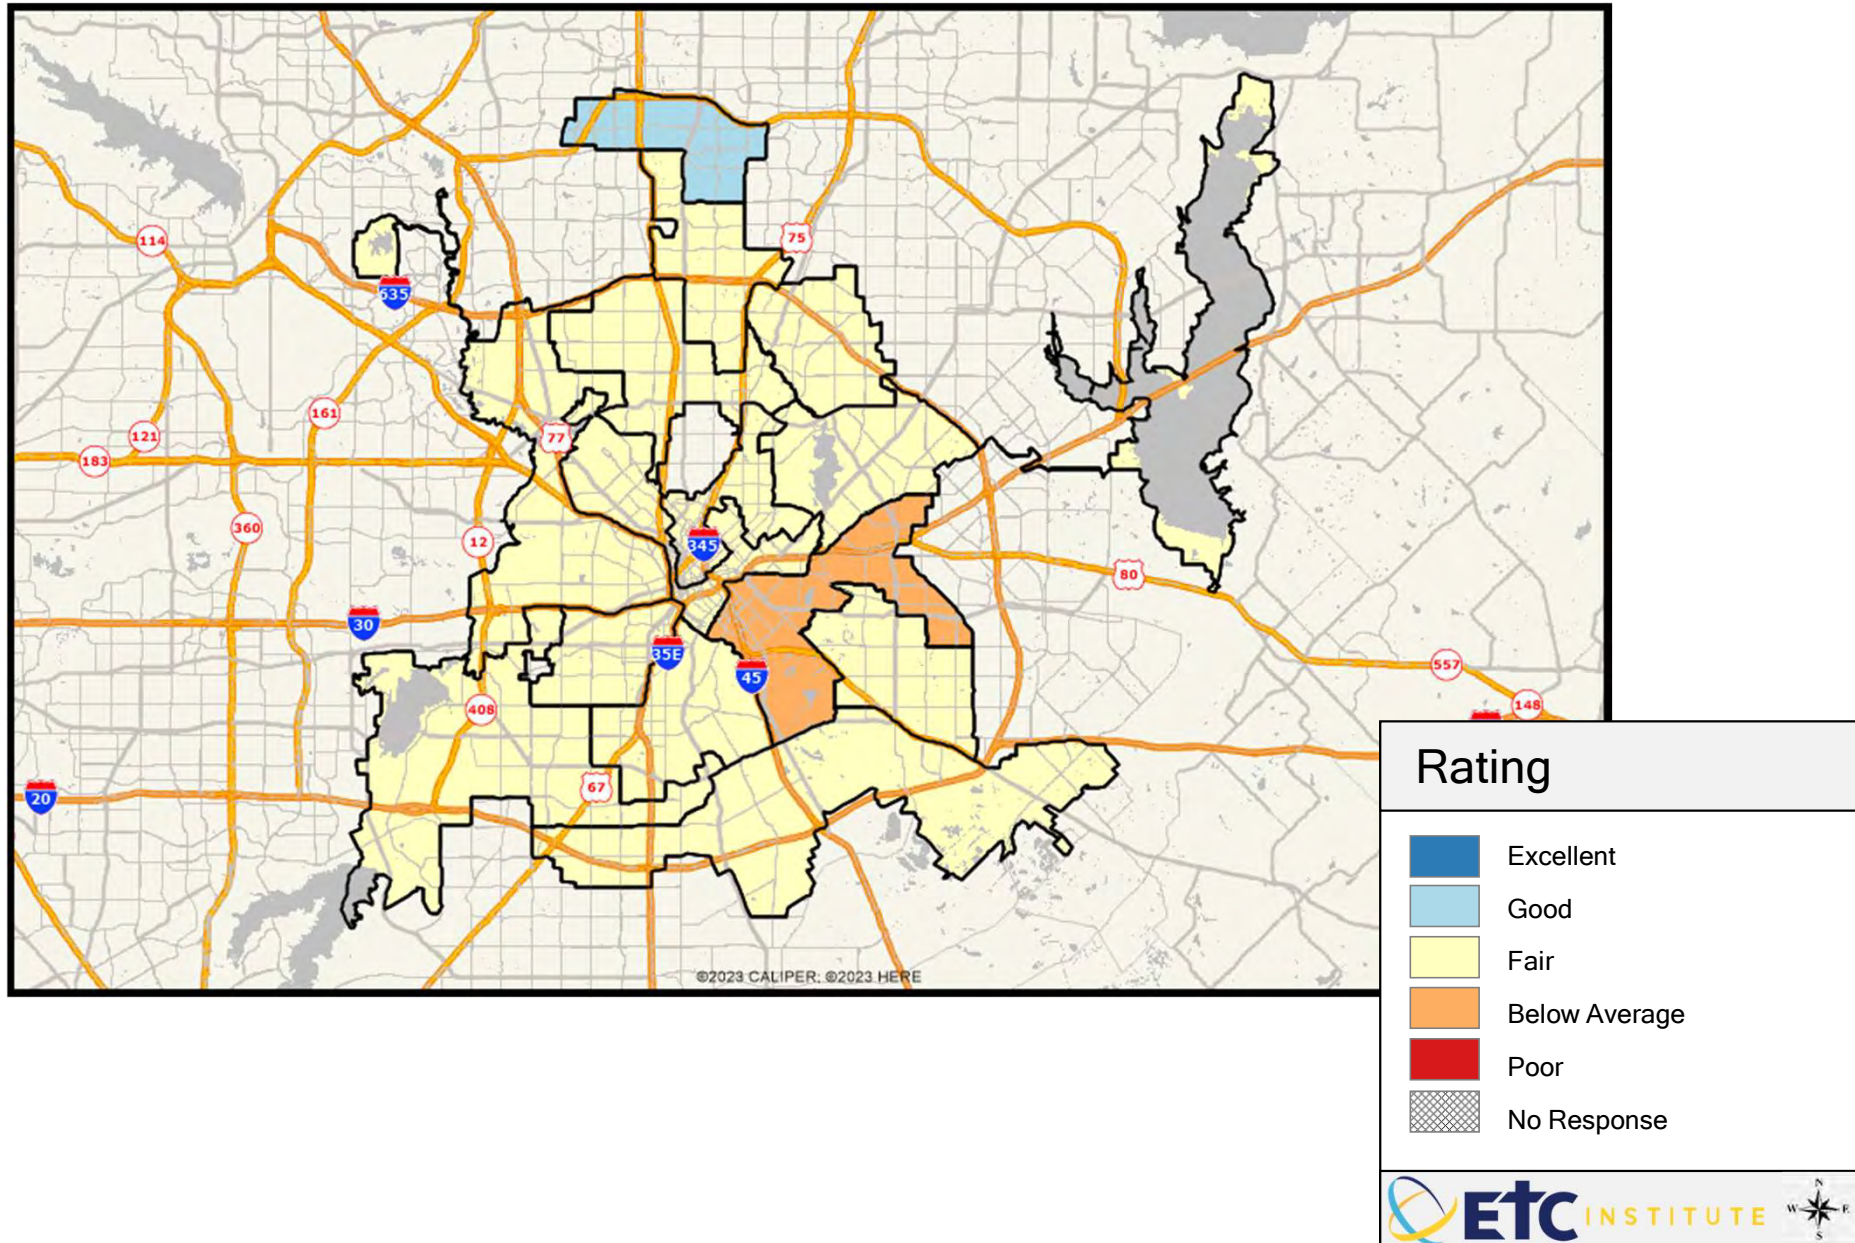 75
114
635
161
77
121
183
360
12
345
80
30
35E
45
557
408
148
67
20
©2023 CALIPER; ©2023 HERE
Rating
Excellent
Good
Fair
Below Average
Poor
No Response
ETC INSTITUTE
N
W E
S